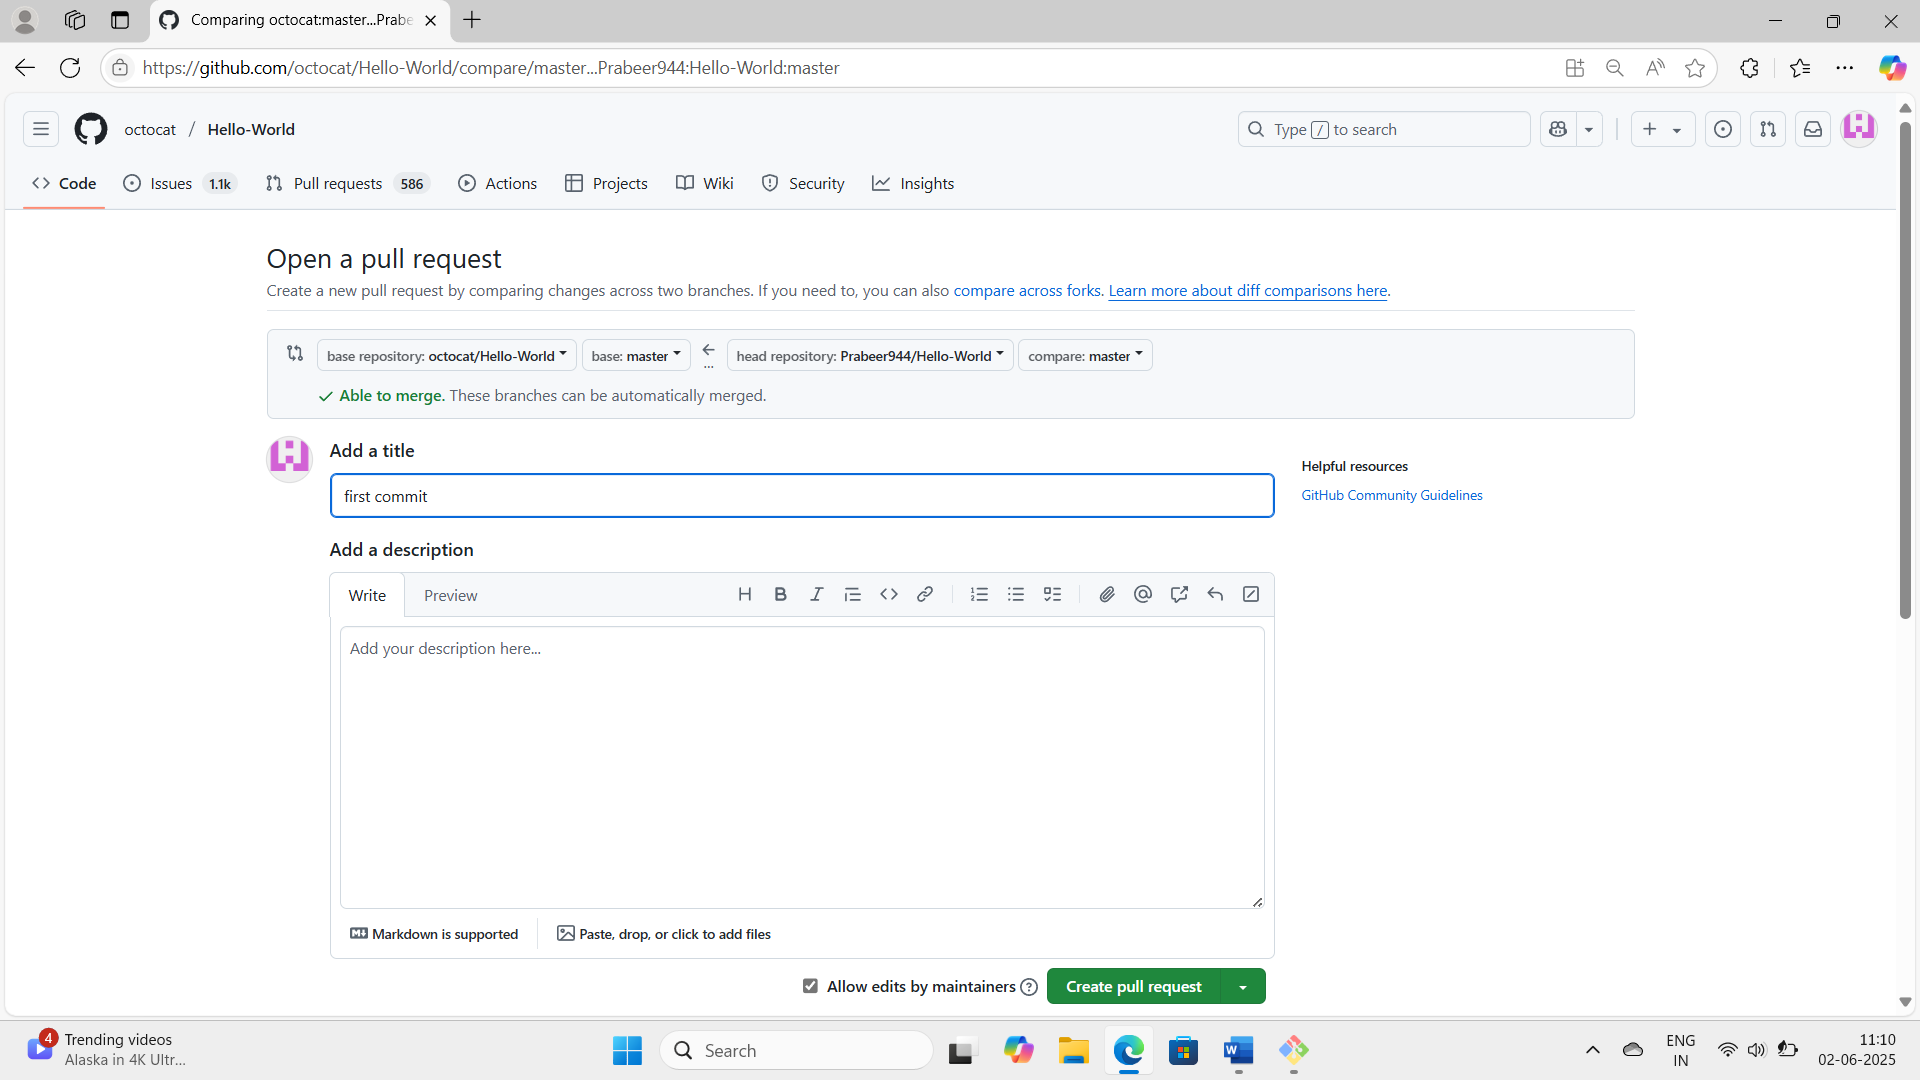 Comparing octocat:master...Prabe
https://github.com/octocat/Hello-World/compare/master...Prabeer944:Hello-World:master
octocat / Hello-World
Type / to search
Code
Issues 1.1k
Pull requests 586
Actions
Projects
Wiki
Security
Insights
Open a pull request
Create a new pull request by comparing changes across two branches. If you need to, you can also compare across forks. Learn more about diff comparisons here.
base repository: octocat/Hello-World
base: master
...
head repository: Prabeer944/Hello-World
compare: master
Able to merge. These branches can be automatically merged.
Add a title
first commit
Helpful resources
GitHub Community Guidelines
Add a description
Write
Preview
Add your description here...
Markdown is supported
Paste, drop, or click to add files
Allow edits by maintainers
Create pull request
4
Trending videos
Alaska in 4K Ultr...
Search
ENG
IN
11:10
02-06-2025